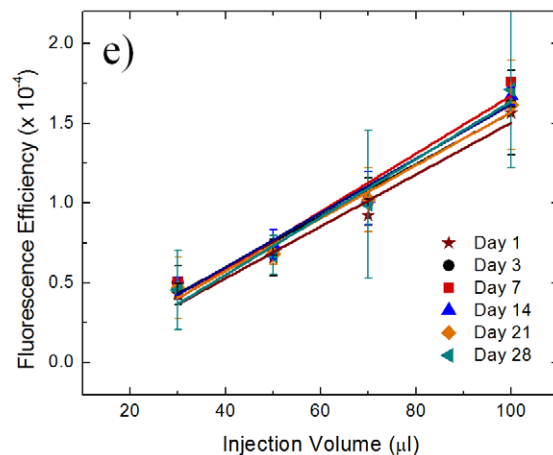 e)
2.0
1.5
1.0
0.5
0.0
Fluorescence Efficiency (x 10⁻⁴)
Day 1
Day 3
Day 7
Day 14
Day 21
Day 28
20 40 60 80 100
Injection Volume (μl)